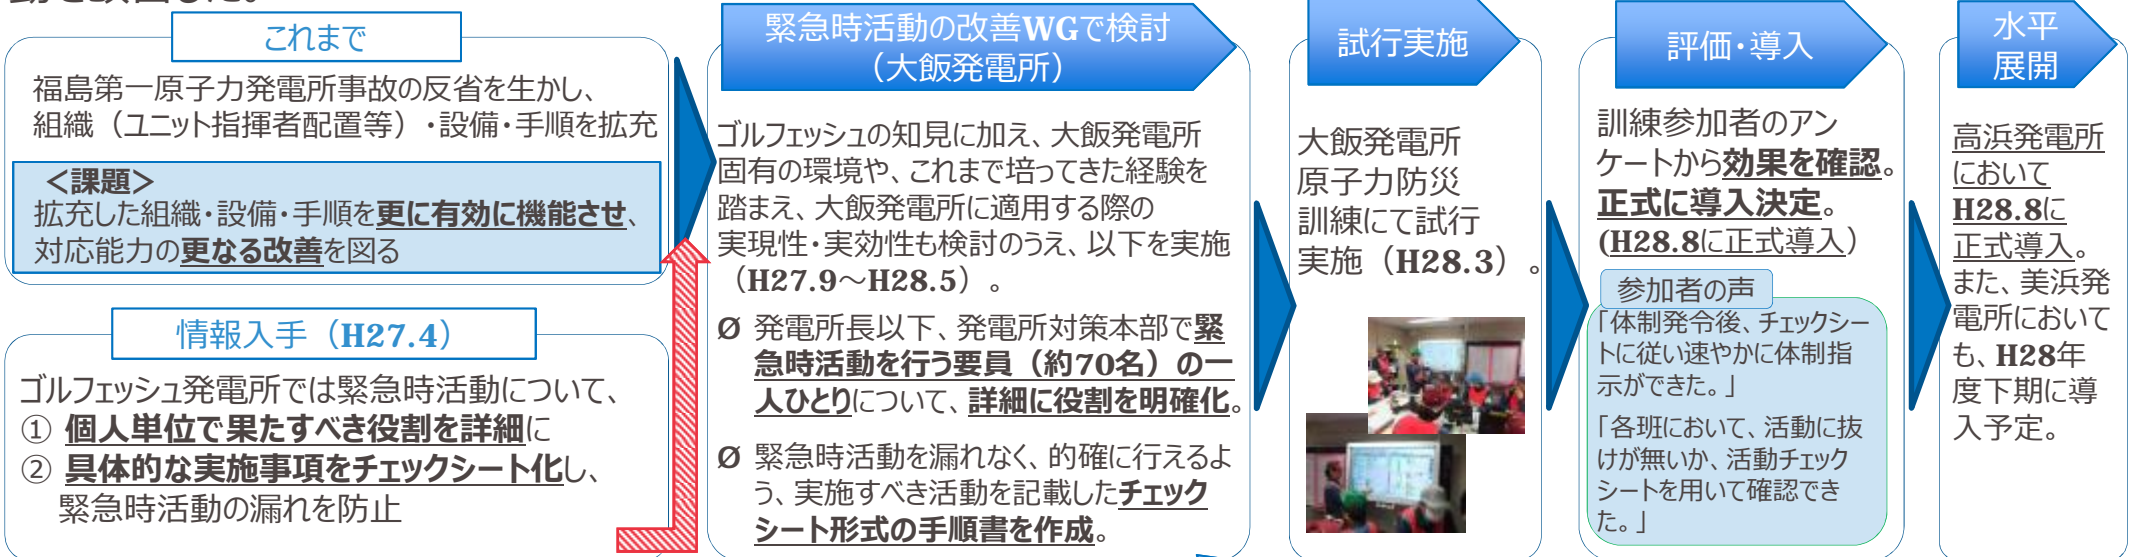 動を改善した。
これまで
福島第一原子力発電所事故の反省を生かし、
組織（ユニット指揮者配置等）・設備・手順を拡充
＜課題＞
拡充した組織・設備・手順を更に有効に機能させ、
対応能力の更なる改善を図る
情報入手（H27.4）
ゴルフェッシュ発電所では緊急時活動について、
① 個人単位で果たすべき役割を詳細に
② 具体的な実施事項をチェックシート化し、
緊急時活動の漏れを防止
緊急時活動の改善WGで検討
（大飯発電所）
ゴルフェッシュの知見に加え、大飯発電所
固有の環境や、これまで培ってきた経験を
踏まえ、大飯発電所に適用する際の
実現性・実効性も検討のうえ、以下を実施
（H27.9～H28.5）。
Ø 発電所長以下、発電所対策本部で緊
急時活動を行う要員（約70名）の一
人ひとりについて、詳細に役割を明確化。
Ø 緊急時活動を漏れなく、的確に行えるよ
う、実施すべき活動を記載したチェック
シート形式の手順書を作成。
試行実施
大飯発電所
原子力防災
訓練にて試行
実施（H28.3）。
評価・導入
訓練参加者のアン
ケートから効果を確認。
正式に導入決定。
(H28.8に正式導入）
参加者の声
「体制発令後、チェックシー
トに従い速やかに体制指
示ができた。」
「各班において、活動に抜
けが無いか、活動チェック
シートを用いて確認でき
た。」
水平
展開
高浜発電所
において
H28.8に
正式導入。
また、美浜発
電所において
も、H28年
度下期に導
入予定。